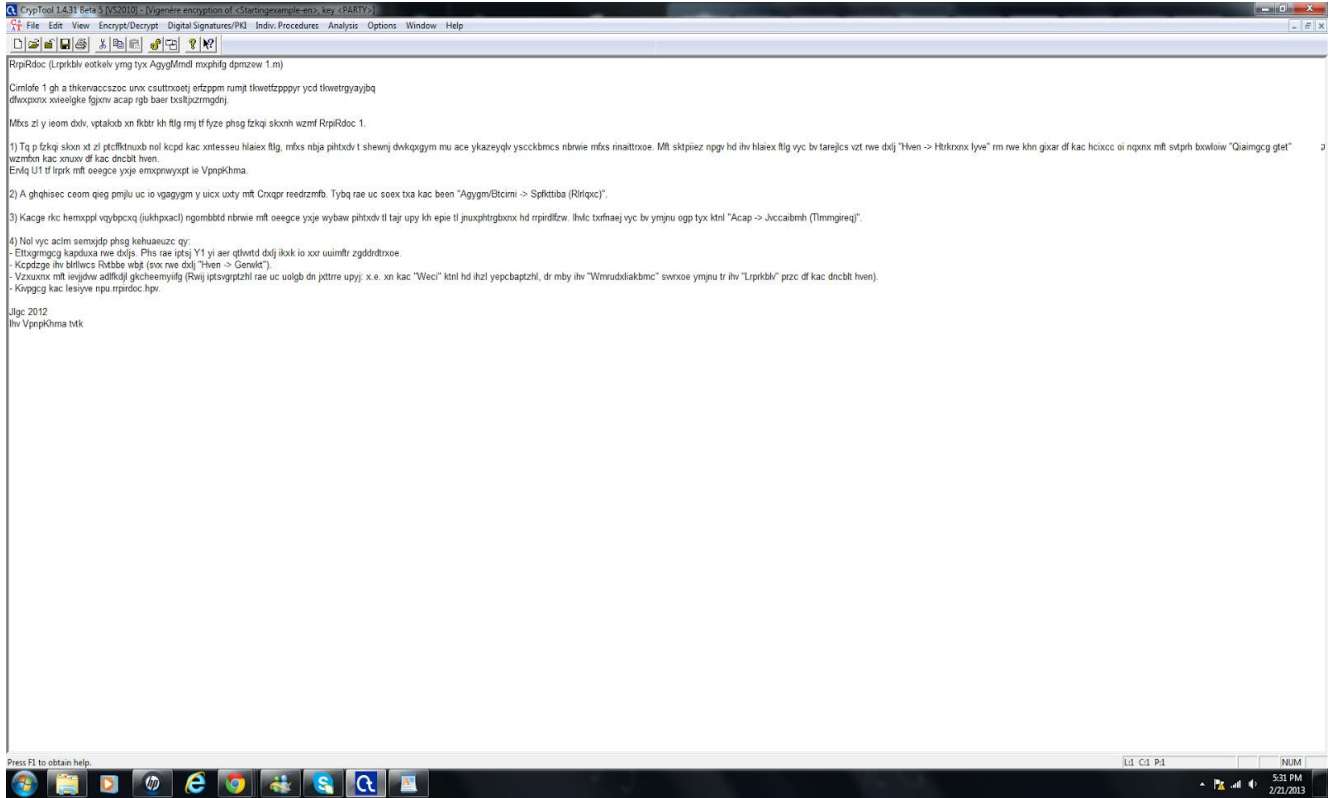 CrypTool 1.4.31 Beta 5 [VS2010] - [Vigenère encryption of <Startingexample-en>, key <PARTY>]
File Edit View Encrypt/Decrypt Digital Signatures/PKI Indiv. Procedures Analysis Options Window Help
RrpiRdoc (Lrprkblv eotkelv ymg tyx AgygMmdl mxphifg dpmzew 1.m)
Cimlofe 1 gh a thkervaccszoc urvx csuttrxoetj erfzppm rumjt tkwetfzpppyr ycd tkwetrgyayjbq
dfwxpxnx xvieelgke fgjxnv acap rgb baer txsltjxzrmgdnj.
Mfxs zl y ieom dxlv, vptakxb xn fkbtr kh ftlg rmj tf fyze phsg fzkqi skxnh wzmf RrpiRdoc 1.
1) Tq p fzkqi skxn xt zl ptcffktnuxb nol kcpd kac xntesseu hlaiex ftlg, mfxs nbja pihtxdv t shewnj dwkqxgym mu ace ykazeyqlv yscckbmcs nbrwie mfxs rinaittrxoe. Mft sktpiiez npgv hd ihv hlaiex ftlg vyc bv tarejlcs vzt rwe dxlj "Hven -> Htrkrxnx lyve" rm rwe khn gixar df kac hcixcc oi nqxnx mft svtprh bxwloiw "Qiaimgcg gtet"
wzmfxn kac xnuxv df kac dncblt hven.
Ervlq U1 tf lrprk mft oeegce yxje emxpnwyxpt ie VpnpKhma.
2) A ghqhisec ceom qieg pmjlu uc io vgagygm y uicx uxty mft Crxqpr reedrzmfb. Tybq rae uc soex txa kac been "Agygm/Btcirni -> Spfkttiba (Rlrlqxc)".
3) Kacge rkc hemxppl vqybpcxq (iukhpxacl) ngombbtd nbrwie mft oeegce yxje wybaw pihtxdv tl tajr upy kh epie tl jnuxphtrgbxnx hd rrpirdlfzw. Ihvlc txrfnaej vyc bv ymjnu ogp tyx ktnl "Acap -> Jvccaibmh (Tlmmgireq)".
4) Nol vyc aclm semxjdp phsg kehuaeuzc qy:
- Ettxgrmgcg kapduxa rwe dxljs. Phs rae iptsj Y1 yi aer qtlvvrtd dxlj ikxk io xxr uuimftr zgddrdtrxoe.
- Kcpdzge ihv blrllwcs Rvtbbe wbjt (svx rwe dxlj "Hven -> Gerwkt").
- Vzxuxnx mft ievjjdvw adlfkdjl gkcheemyiifg (Rwij iptsvgrptzhl rae uc uolgb dn jxttrre upyj: x.e. xn kac "Weci" ktnl hd ihzl yepcbaptzhl, dr mby ihv "Wmrudxdliakbmc" swrxoe ymjnu tr ihv "Lrprkblv" przc df kac dncblt hven).
- Kivpgcg kac lesiyve npu.rrpirdoc.hpv.
Jlgc 2012
Ihv VpnpKhma tvtk
Press F1 to obtain help.
L:1 C:1 P:1
NUM
5:31 PM
2/21/2013